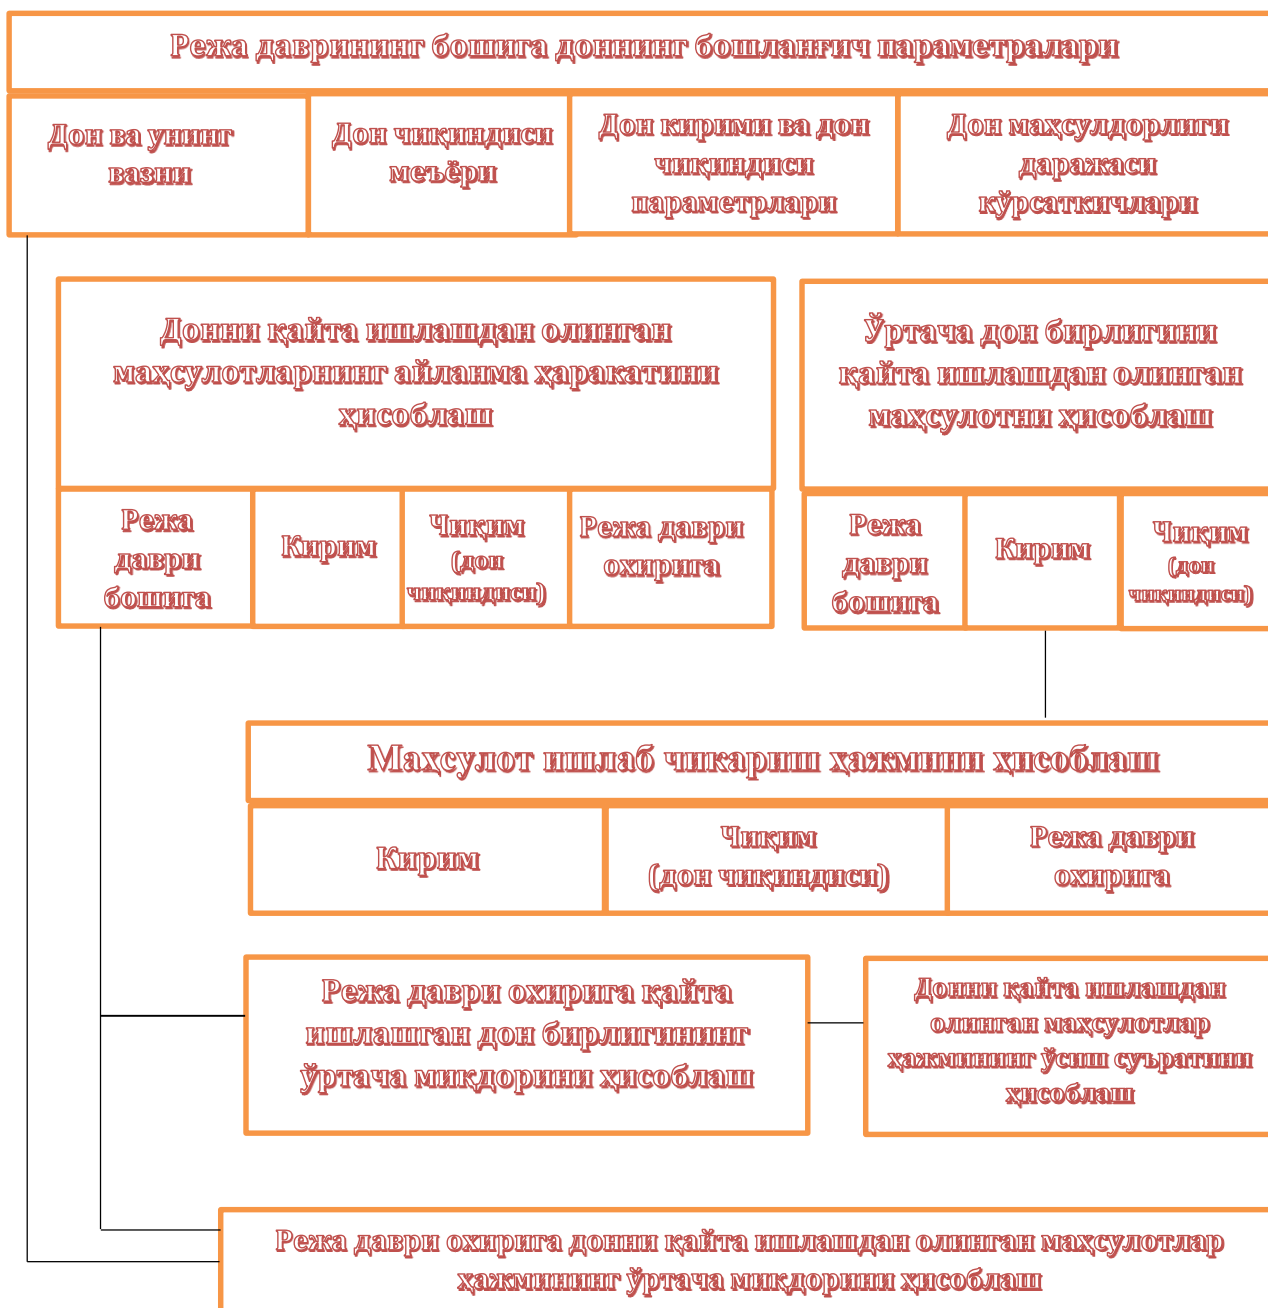 Режа даврининг бошига доннинг бошланғич параметралари
Дон ва унинг
вазни
Дон чиқиндиси
меъёри
Дон кирими ва дон
чиқиндиси
параметрлари
Дон маҳсулдорлиги
даражаси
кўрсаткичлари
Донни қайта ишлашдан олинган
маҳсулотларнинг айланма ҳаракатини
ҳисоблаш
Ўртача дон бирлигини
қайта ишлашдан олинган
маҳсулотни ҳисоблаш
Режа
даври
бошига
Кирим
Чиқим
(дон
чиқиндиси)
Режа даври
охирига
Режа
даври
бошига
Кирим
Чиқим
(дон
чиқиндиси)
Маҳсулот ишлаб чикариш ҳажмини ҳисоблаш
Кирим
Чиқим
(дон чиқиндиси)
Режа даври
охирига
Режа даври охирига қайта
ишлашган дон бирлигининг
ўртача миқдорини ҳисоблаш
Донни қайта ишлашдан
олинган маҳсулотлар
ҳажмининг ўсиш суъратини
ҳисоблаш
Режа даври охирига донни қайта ишлашдан олинган маҳсулотлар
ҳажмининг ўртача миқдорини ҳисоблаш